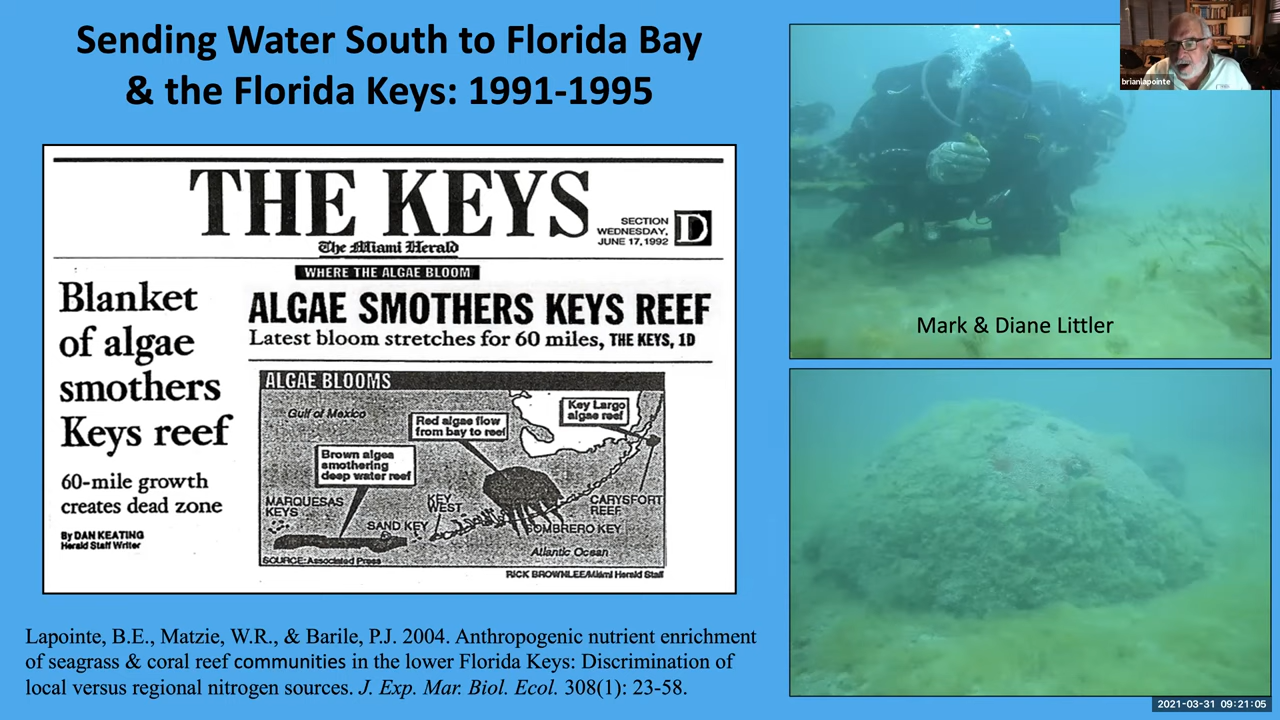 Sending Water South to Florida Bay
& the Florida Keys: 1991-1995
THE KEYS
The Miami Herald
SECTION
WEDNESDAY,
JUNE 17, 1992
D
WHERE THE ALGAE BLOOM
Blanket
of algae
smothers
Keys reef
60-mile growth
creates dead zone
By DAN KEATING
Herald Staff Writer
ALGAE SMOTHERS KEYS REEF
Latest bloom stretches for 60 miles, THE KEYS, 1D
ALGAE BLOOMS
Gulf of Mexico
Key Largo
algae reef
Red algae flow
from bay to reef
Brown algea
smothering
deep water reef
MARQUESAS
KEYS
KEY
WEST
SAND KEY
CARYSFORT
REEF
SOMBRERO KEY
Atlantic Ocean
SOURCE: Associated Press
RICK BROWNLEE/Miami Herald Staff
Lapointe, B.E., Matzie, W.R., & Barile, P.J. 2004. Anthropogenic nutrient enrichment
of seagrass & coral reef communities in the lower Florida Keys: Discrimination of
local versus regional nitrogen sources. J. Exp. Mar. Biol. Ecol. 308(1): 23-58.
Mark & Diane Littler
brianlapointe
2021-03-31 09:21:05